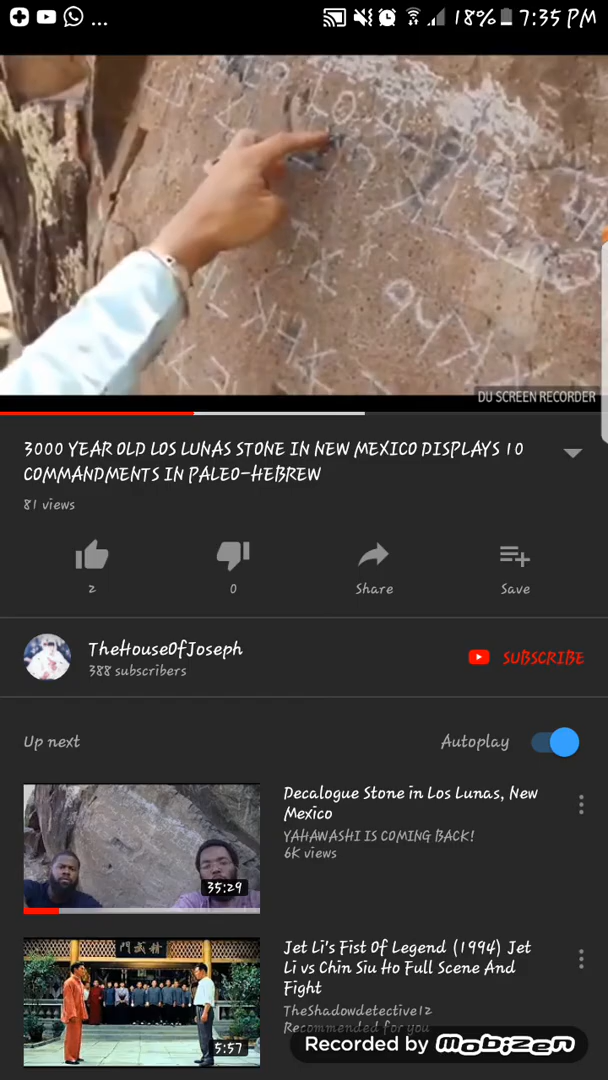 ... 18% 7:35 PM
DU SCREEN RECORDER
3000 YEAR OLD LOS LUNAS STONE IN NEW MEXICO DISPLAYS 10
COMMANDMENTS IN PALEO-HEBREW
81 views
2
0
Share
Save
TheHouseOfJoseph
388 subscribers
SUBSCRIBE
Up next
Autoplay
Decalogue Stone in Los Lunas, New
Mexico
YAHAWASHI IS COMING BACK!
6K views
35:29
Jet Li's Fist Of Legend (1994) Jet
Li vs Chin Siu Ho Full Scene And
Fight
TheShadowdetective12
Recommended for you
5:57
門武精
Recorded by MOBIZEN